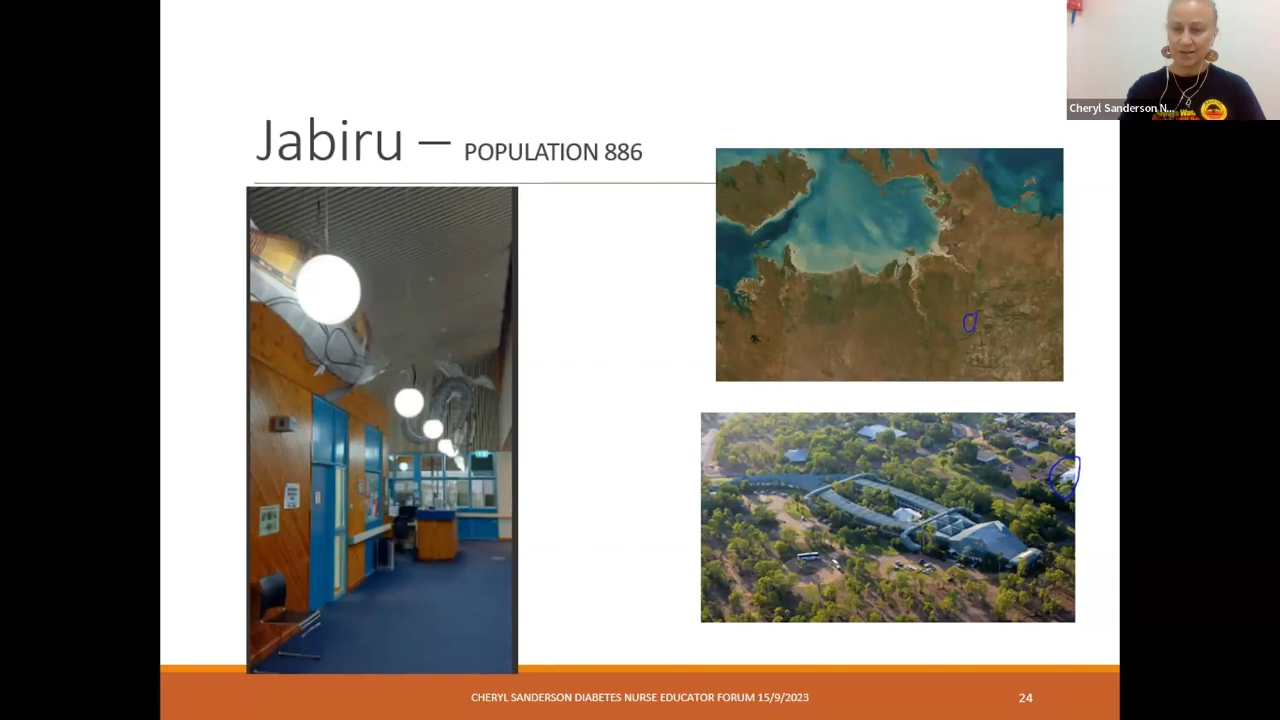 Cheryl Sanderson N...
Jabiru – POPULATION 886
CHERYL SANDERSON DIABETES NURSE EDUCATOR FORUM 15/9/2023
24